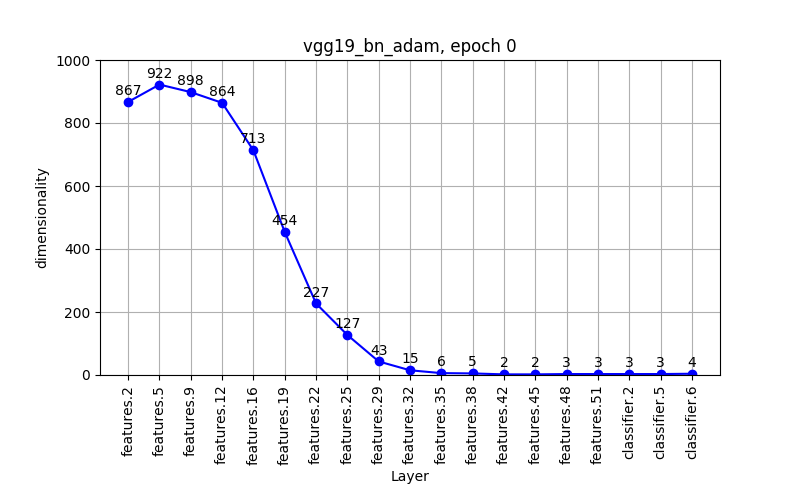 vgg19_bn_adam, epoch 0
1000
800
600
400
200
0
dimensionality
867
922
898
864
713
454
227
127
43
15
6
5
2
2
3
3
3
3
4
features.2
features.5
features.9
features.12
features.16
features.19
features.22
features.25
features.29
features.32
features.35
features.38
features.42
features.45
features.48
features.51
classifier.2
classifier.5
classifier.6
Layer